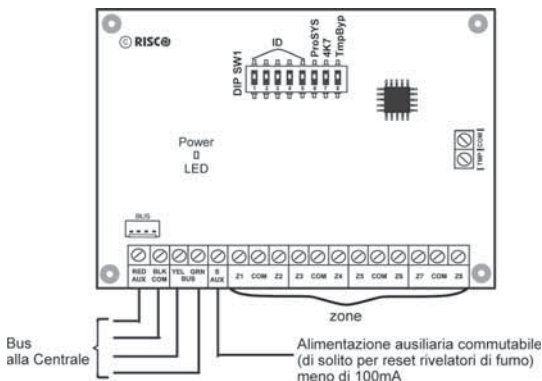 © RISCO
ID
ProSYS
4K7
TmpByp
DIP SW1
1 2 3 4 5 6 7 8
Power
LED
TMP COM
BUS
RED AUX
BLK COM
YEL GRN
BUS
S AUX
Z1 COM Z2 Z3 COM Z4 Z5 COM Z6 Z7 COM Z8
zone
Bus
alla Centrale
Alimentazione ausiliaria commutabile
(di solito per reset rivelatori di fumo)
meno di 100mA